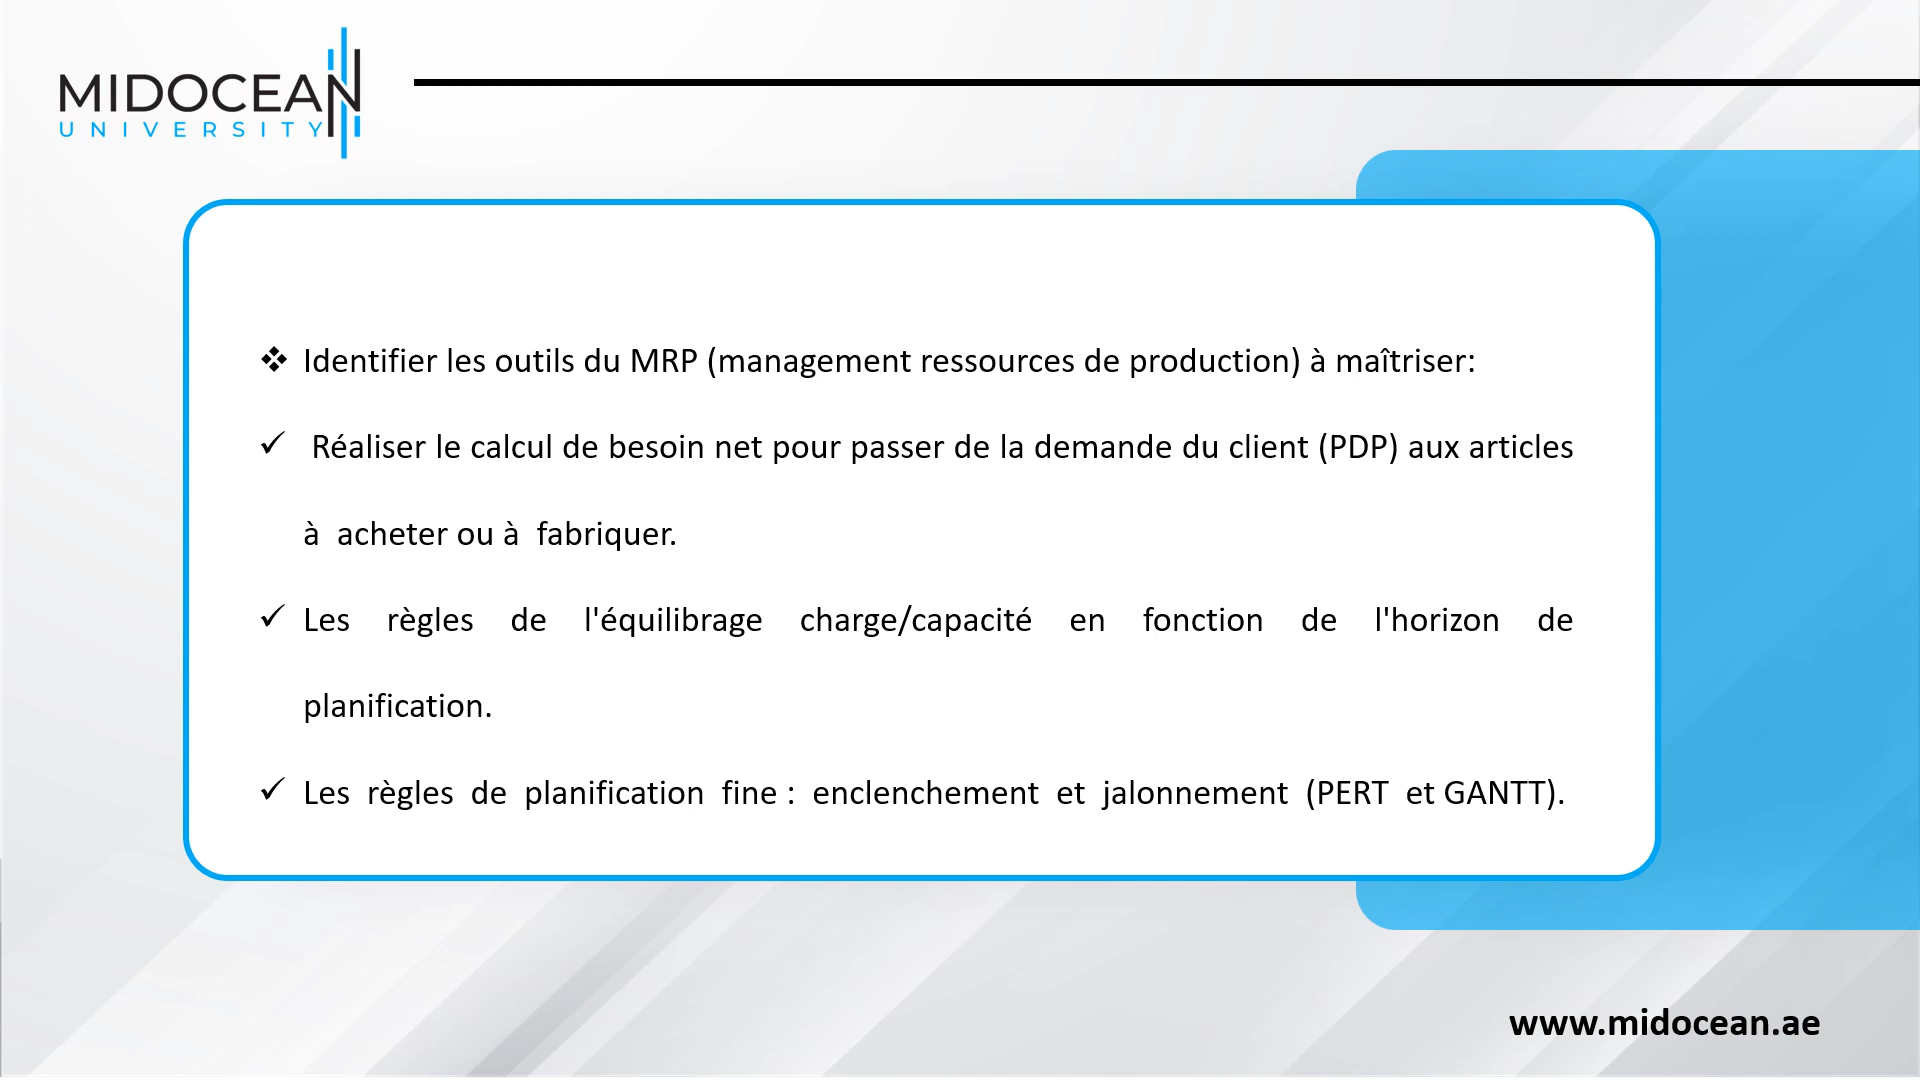 MIDOCEAN
UNIVERSITY
❖ Identifier les outils du MRP (management ressources de production) à maîtriser:
✓ Réaliser le calcul de besoin net pour passer de la demande du client (PDP) aux articles
à acheter ou à fabriquer.
✓ Les règles de l'équilibrage charge/capacité en fonction de l'horizon de
planification.
✓ Les règles de planification fine : enclenchement et jalonnement (PERT et GANTT).
www.midocean.ae